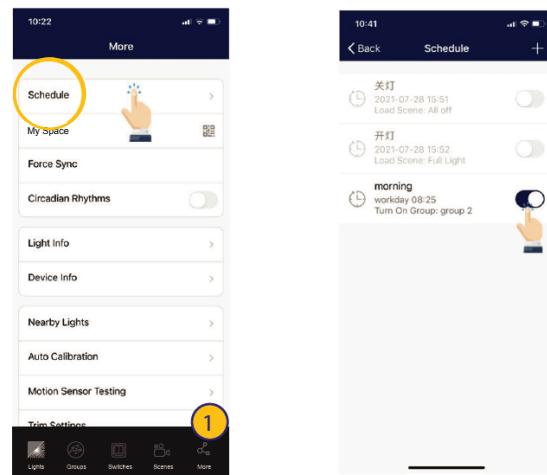 10:22
More
Schedule
My Space
Force Sync
Circadian Rhythms
Light Info
Device Info
Nearby Lights
Auto Calibration
Motion Sensor Testing
Trim Settings
1
Lights Groups Switches Scenes More
10:41
Back Schedule
关灯
2021-07-28 15:51
Load Scene: All off
开灯
2021-07-28 15:52
Load Scene: Full Light
morning
workday 08:25
Turn On Group: group 2